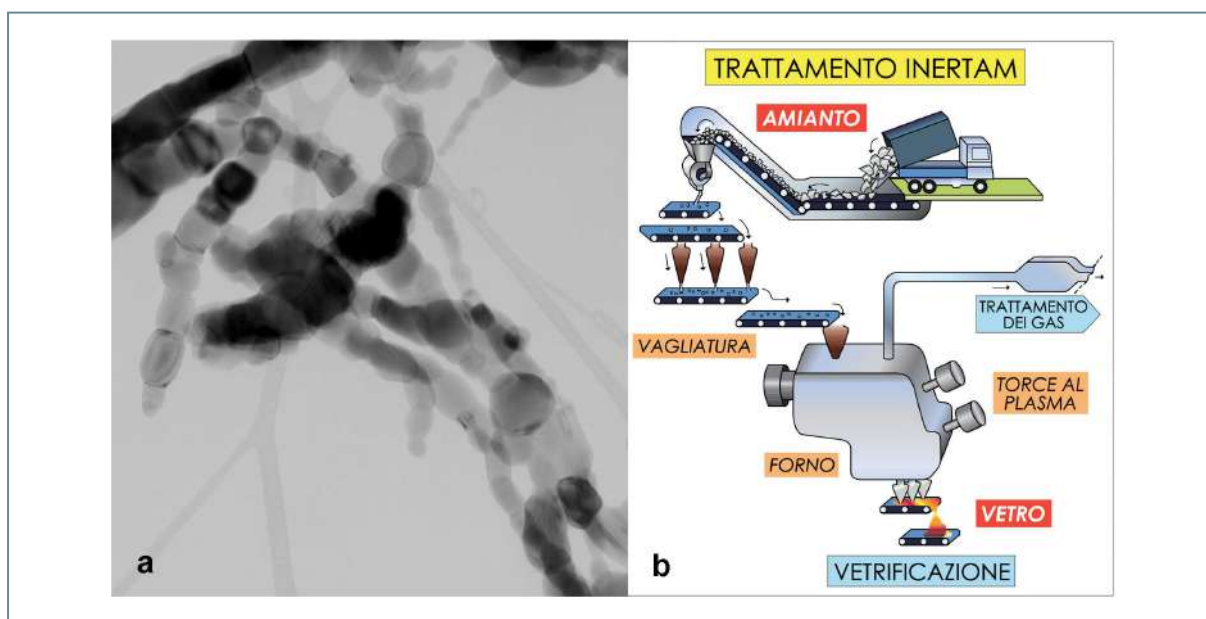 a
TRATTAMENTO INERTAM
AMIANTO
TRATTAMENTO
DEI GAS
VAGLIATURA
TORCE AL
PLASMA
FORNO
VETRO
b
VETRIFICAZIONE